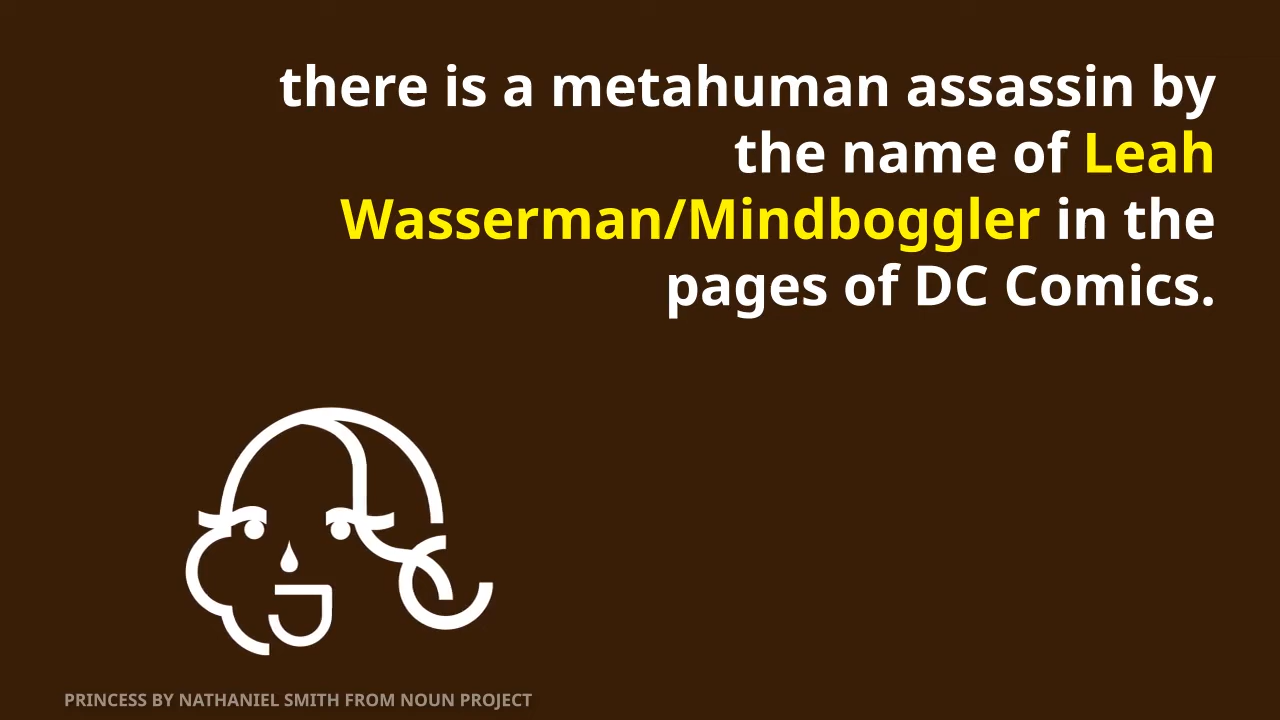 there is a metahuman assassin by
the name of Leah
Wasserman/Mindboggler in the
pages of DC Comics.
PRINCESS BY NATHANIEL SMITH FROM NOUN PROJECT